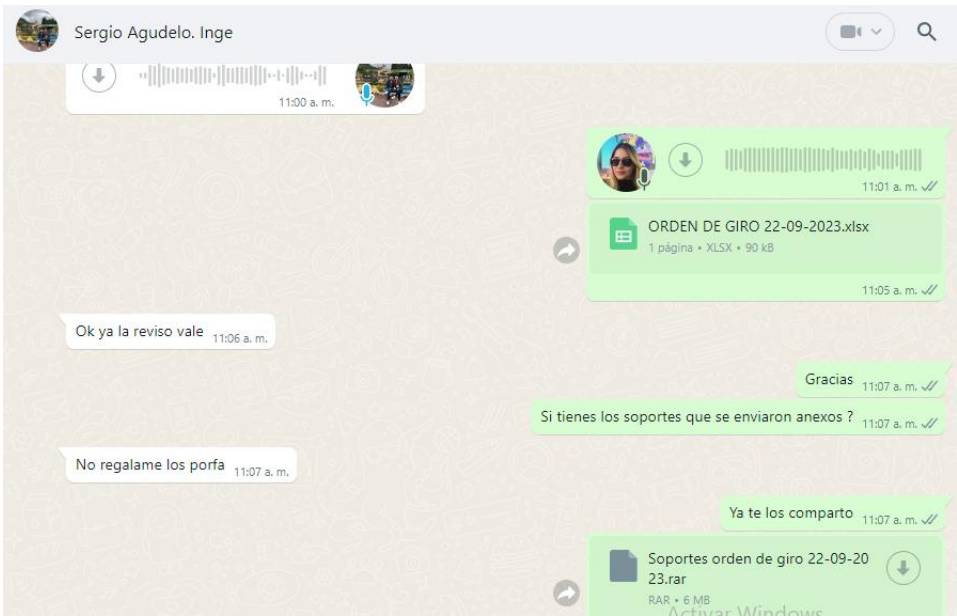 Sergio Agudelo. Inge
11:00 a. m.
11:01 a. m.
ORDEN DE GIRO 22-09-2023.xlsx
1 página • XLSX • 90 kB
11:05 a. m.
Ok ya la reviso vale 11:06 a. m.
Gracias 11:07 a. m.
Si tienes los soportes que se enviaron anexos ? 11:07 a. m.
No regalame los porfa 11:07 a. m.
Ya te los comparto 11:07 a. m.
Soportes orden de giro 22-09-20
23.rar
RAR • 6 MB
Activar Windows